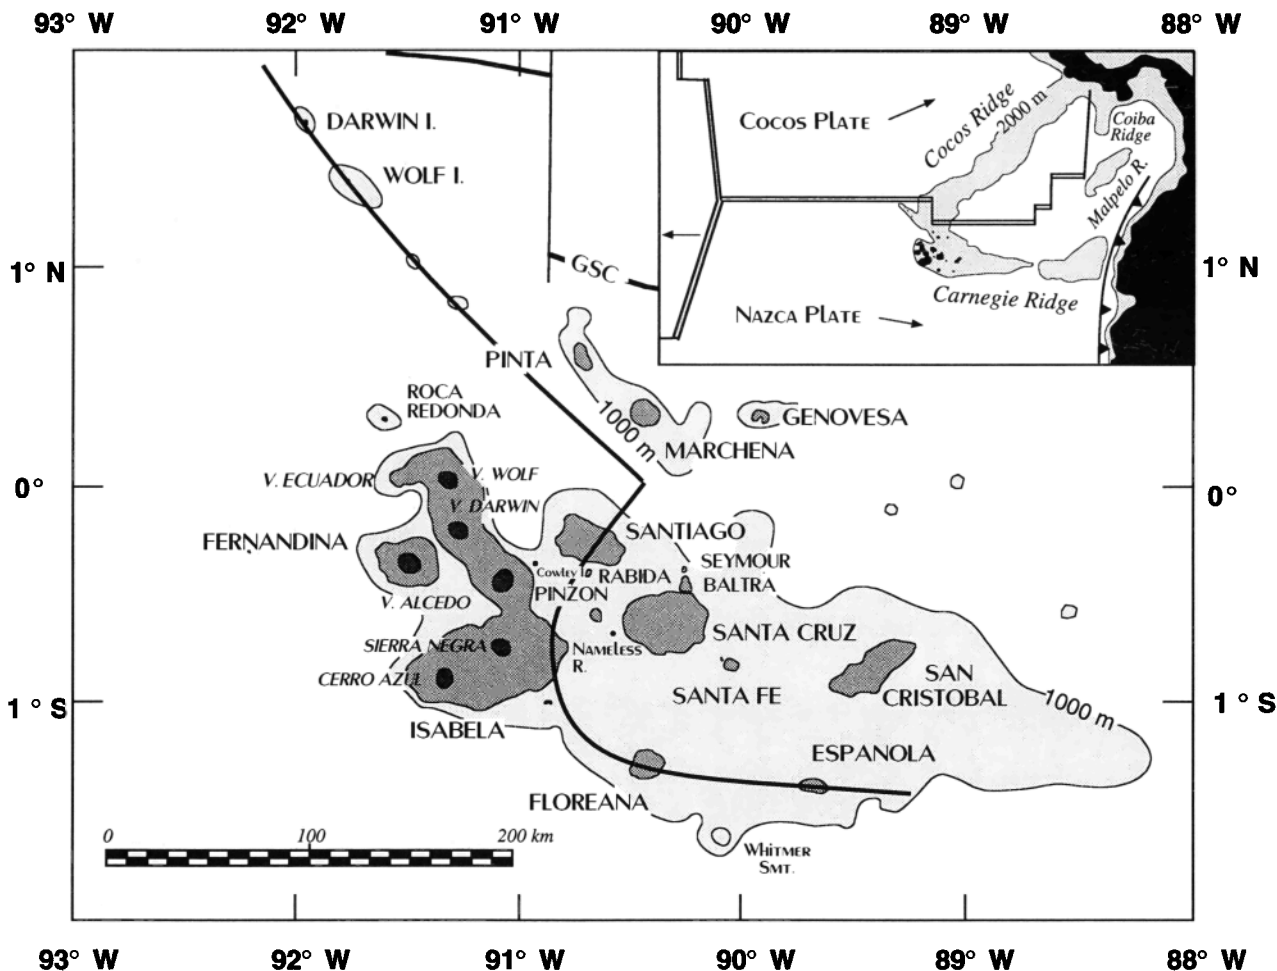 93° W 92° W 91° W 90° W 89° W 88° W
DARWIN I.
WOLF I.
COCOS PLATE
Cocos Ridge
2000 m
Coiba
Ridge
Malpelo R.
1° N
GSC
1° N
Carnegie Ridge
NAZCA PLATE
PINTA
ROCA
REDONDA
1000 m
GENOVESA
MARCHENA
V. ECUADOR
V. WOLF
0°
0°
V. DARWIN
FERNANDINA
SANTIAGO
SEYMOUR
BALTRA
COWLEY
RABIDA
PINZON
V. ALCEDO
SANTA CRUZ
SIERRA NEGRA
NAMELESS
R.
CERRO AZUL
SANTA FE
SAN
CRISTOBAL
1° S
1000 m
1° S
ISABELA
ESPANOLA
FLOREANA
0 100 200 km
WHITMER
SMT.
93° W 92° W 91° W 90° W 89° W 88° W